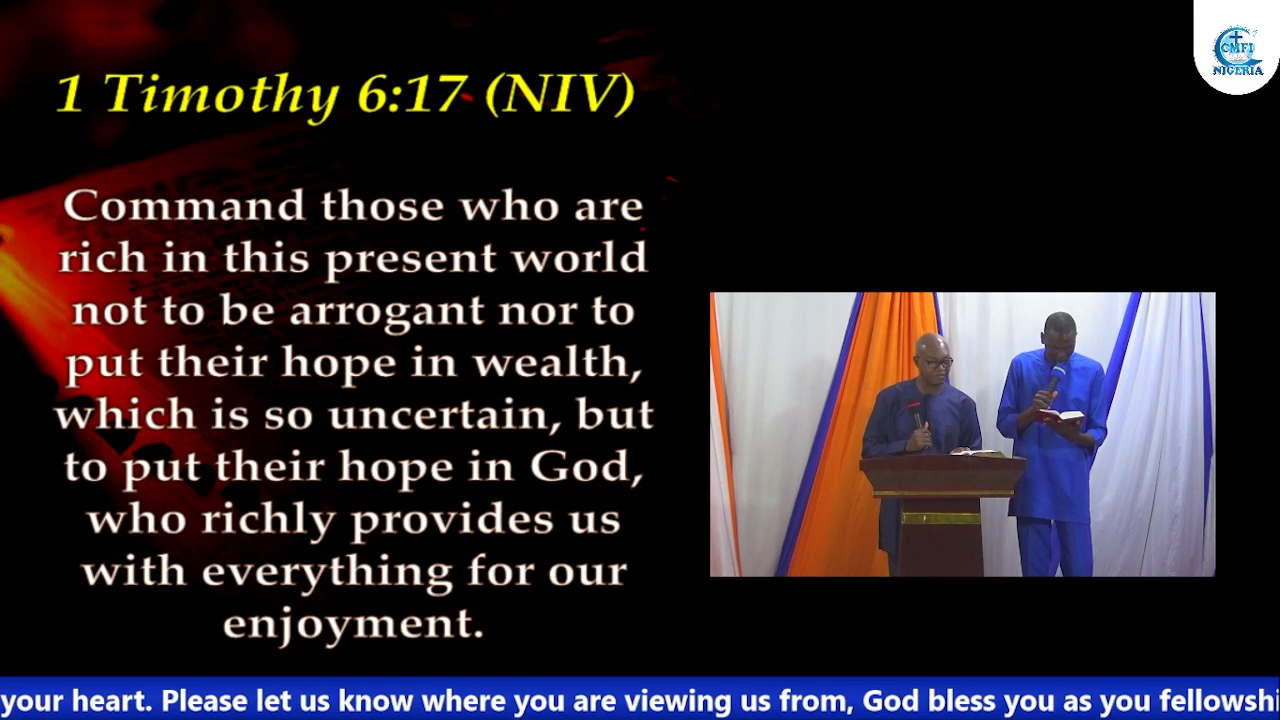 1 Timothy 6:17 (NIV)
Command those who are
rich in this present world
not to be arrogant nor to
put their hope in wealth,
which is so uncertain, but
to put their hope in God,
who richly provides us
with everything for our
enjoyment.
CMFI
NIGERIA
your heart. Please let us know where you are viewing us from, God bless you as you fellowshi